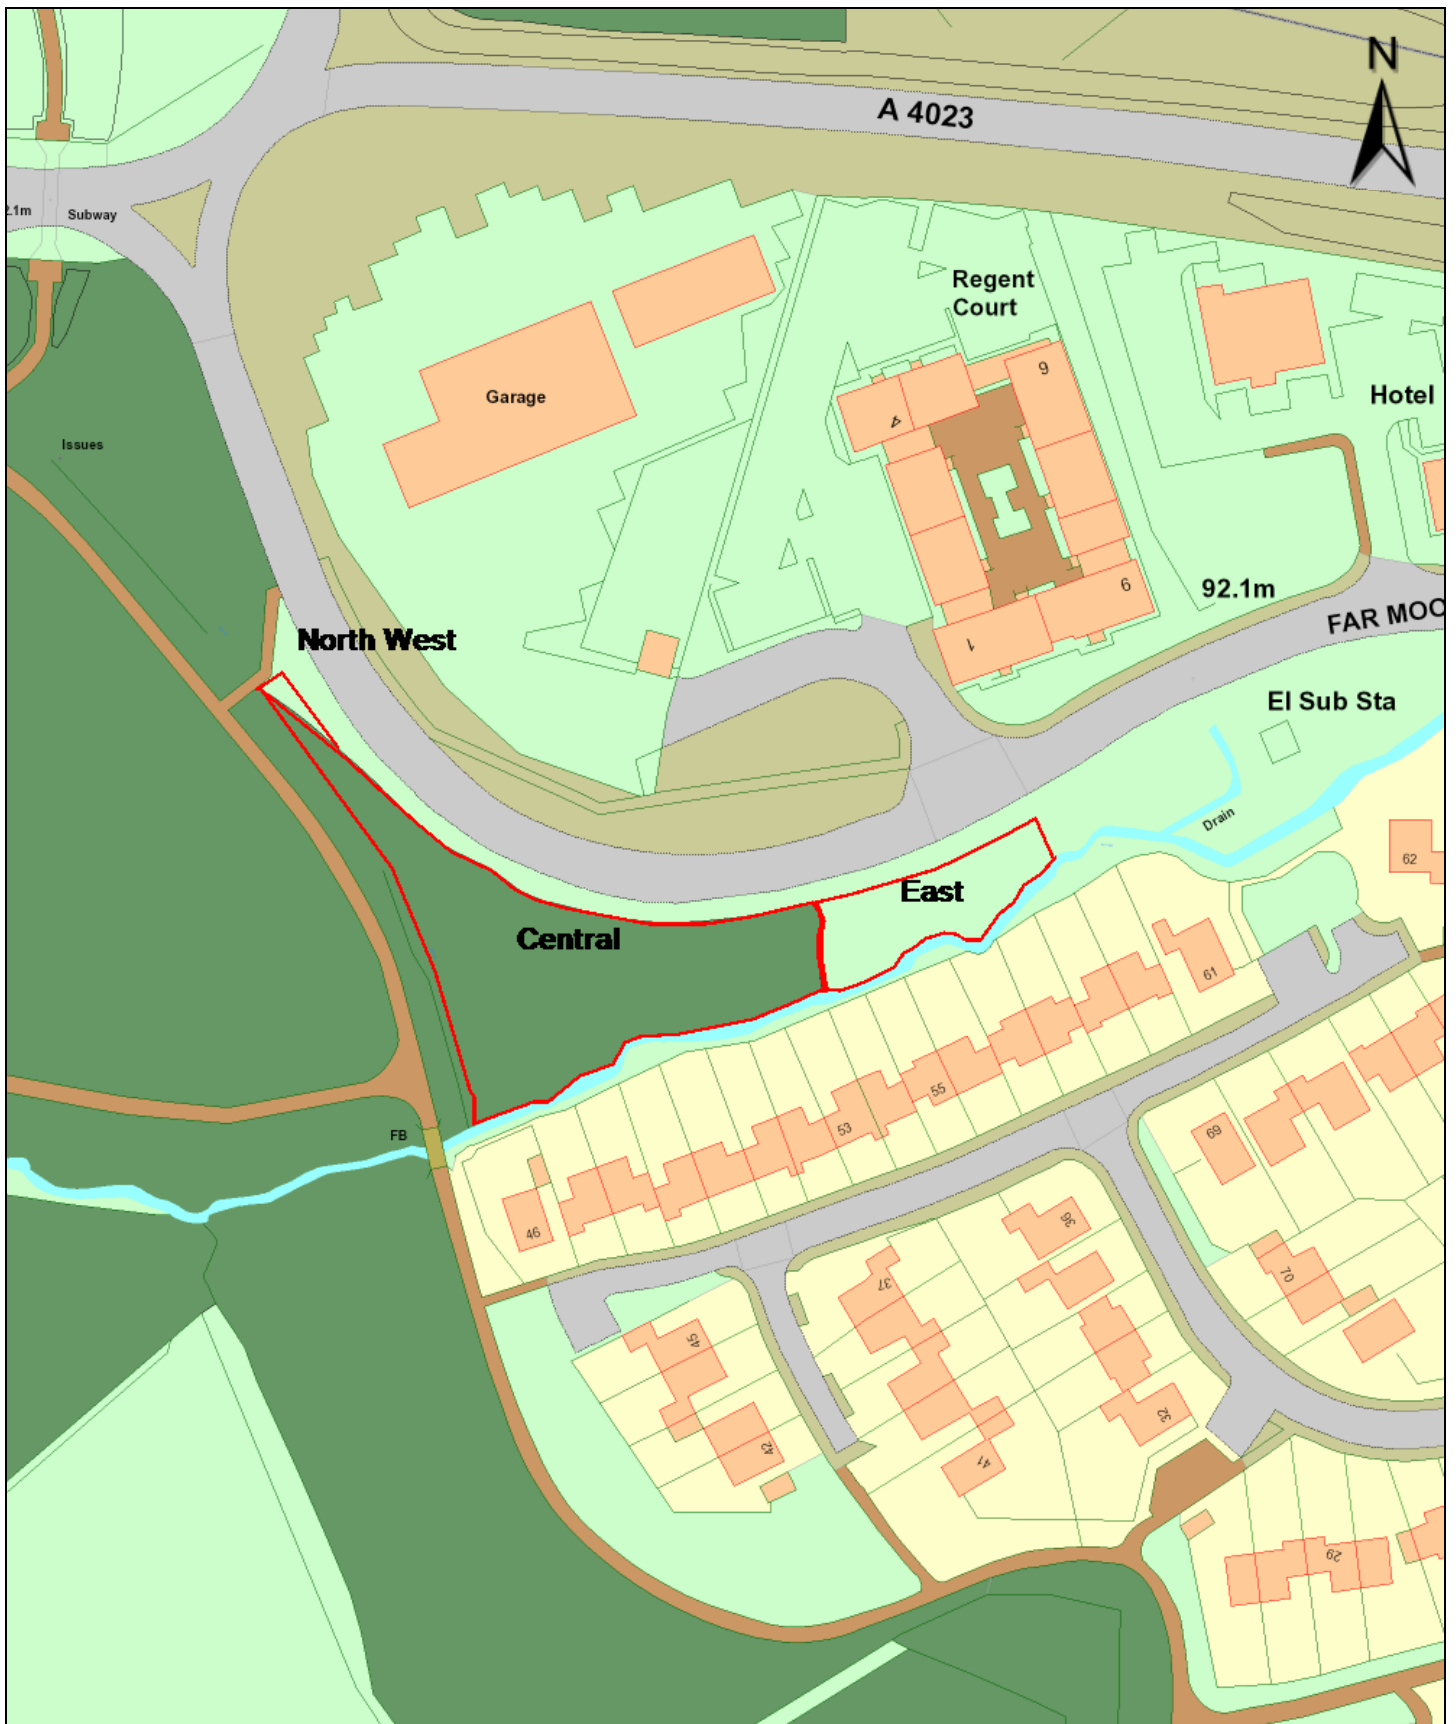 N
A 4023
2.1m
Subway
Regent
Court
6
Garage
4
Hotel
Issues
92.1m
9
FAR MOO
1
North West
El Sub Sta
Drain
62
East
Central
61
55
53
FB
69
46
36
37
70
45
42
32
41
29